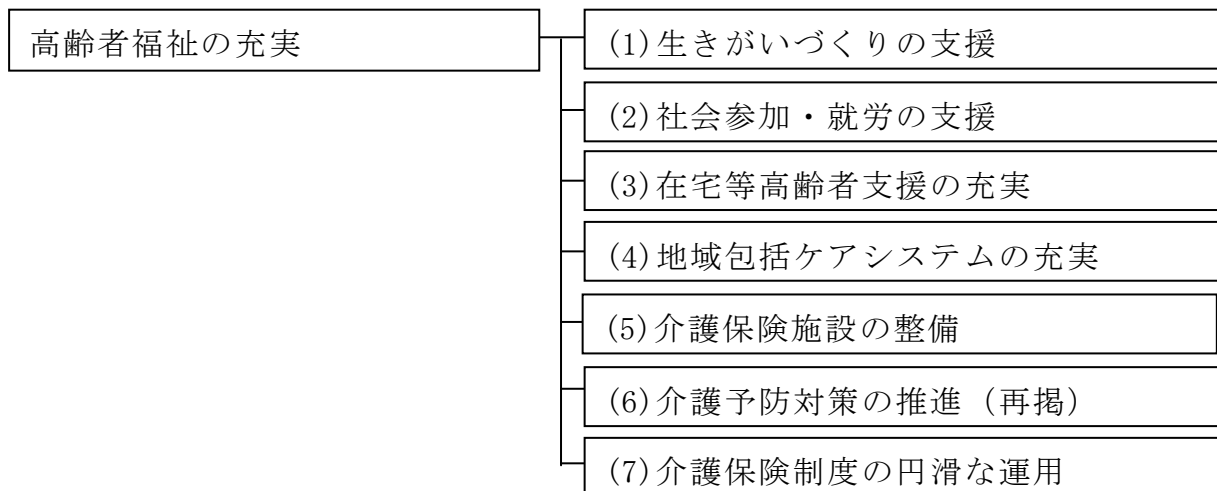 高齢者福祉の充実
(1)生きがいづくりの支援
(2)社会参加・就労の支援
(3)在宅等高齢者支援の充実
(4)地域包括ケアシステムの充実
(5)介護保険施設の整備
(6)介護予防対策の推進（再掲）
(7)介護保険制度の円滑な運用